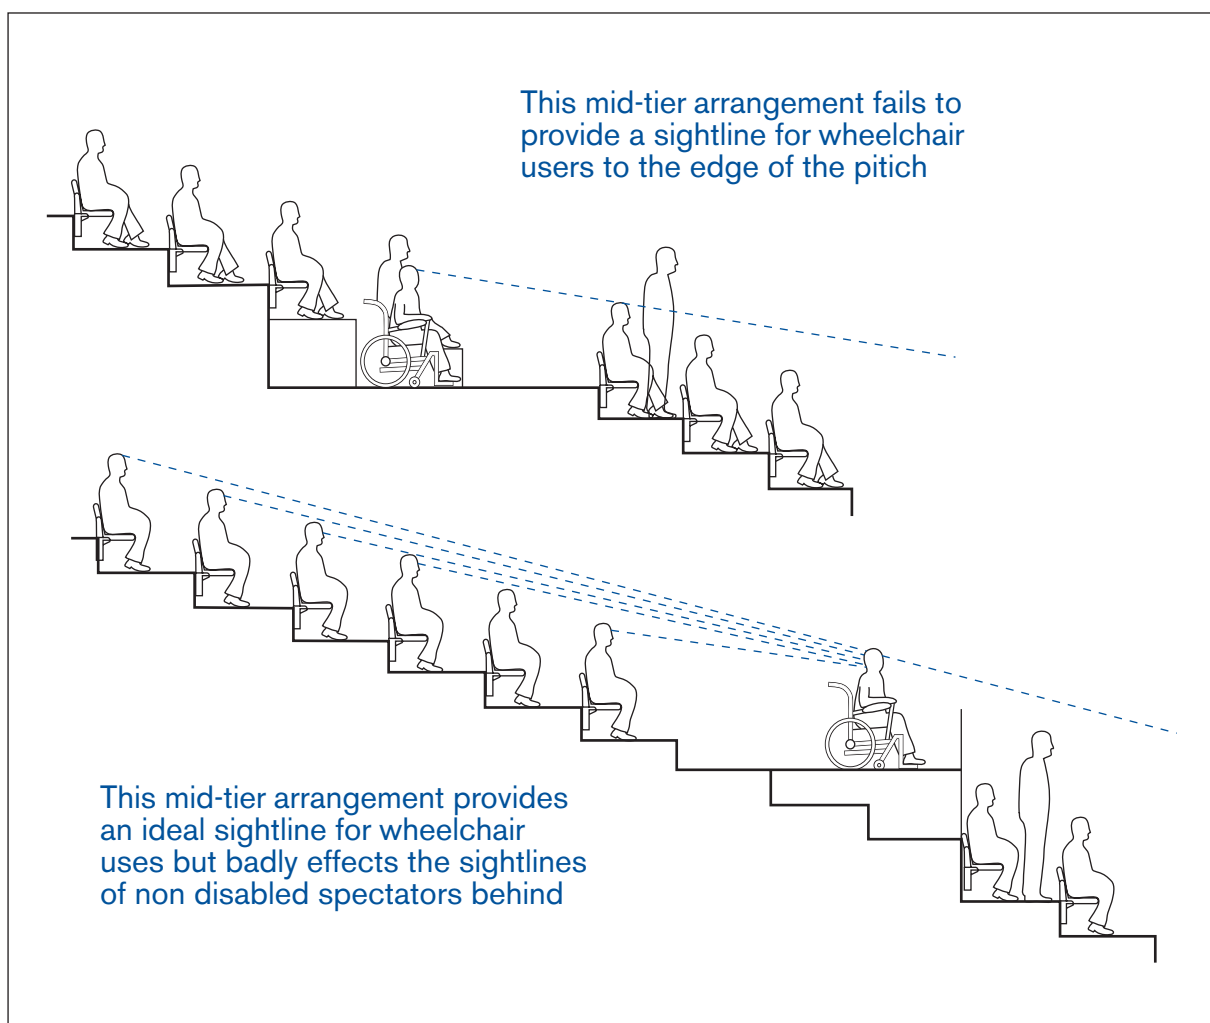 This mid-tier arrangement fails to
provide a sightline for wheelchair
users to the edge of the pitich
This mid-tier arrangement provides
an ideal sightline for wheelchair
uses but badly effects the sightlines
of non disabled spectators behind